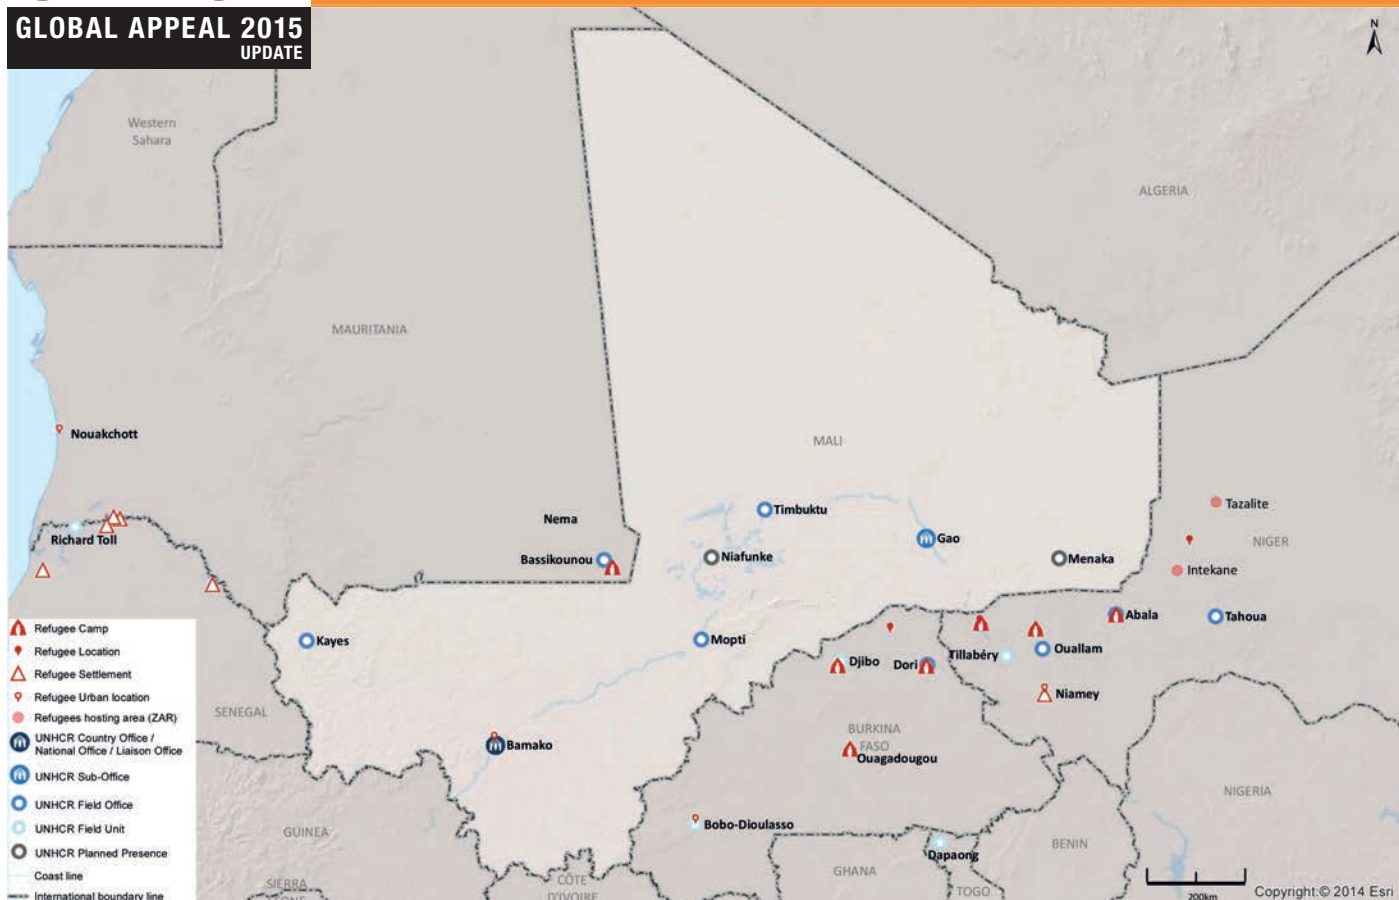 GLOBAL APPEAL 2015
UPDATE
N
Western
Sahara
ALGERIA
MAURITANIA
Nouakchott
MALI
Tazalite
Timbuktu
Nema
Richard Toll
Gao
NIGER
Bassikounou
Niafunke
Menaka
Intekane
Abala
Tahoua
Kayes
Mopti
Ouallam
Tillabéry
Djibo
Dori
Niamey
SENEGAL
BURKINA
FASO
Bamako
Ouagadougou
NIGERIA
Bobo-Dioulasso
GUINEA
BENIN
Dapaong
GHANA
CÔTE
D'IVOIRE
SIERRA
TOGO
Refugee Camp
Refugee Location
Refugee Settlement
Refugee Urban location
Refugees hosting area (ZAR)
UNHCR Country Office /
National Office / Liaison Office
UNHCR Sub-Office
UNHCR Field Office
UNHCR Field Unit
UNHCR Planned Presence
Coast line
International boundary line
200km
Copyright:© 2014 Esri